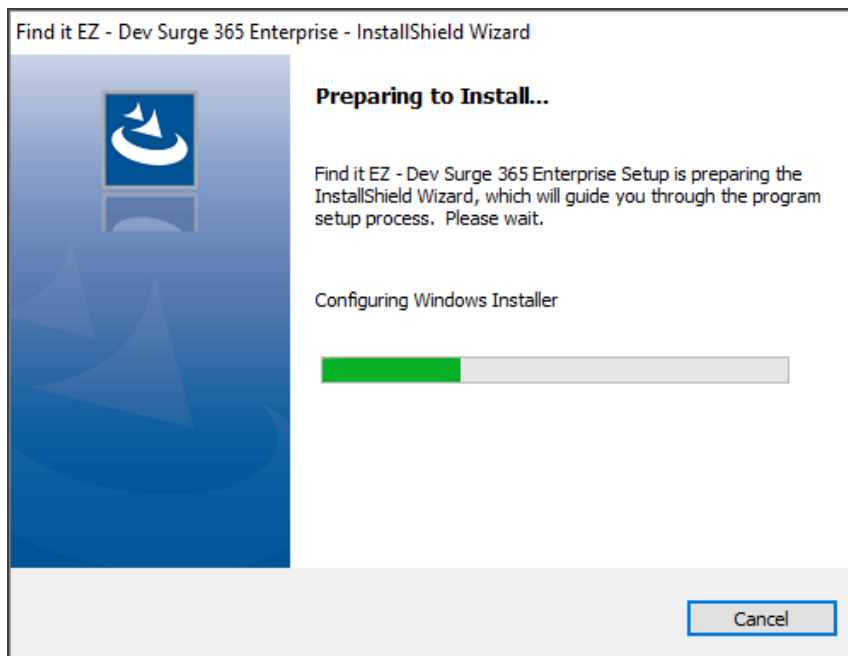 Find it EZ - Dev Surge 365 Enterprise - InstallShield Wizard
Preparing to Install...
Find it EZ - Dev Surge 365 Enterprise Setup is preparing the
InstallShield Wizard, which will guide you through the program
setup process.  Please wait.
Configuring Windows Installer
Cancel